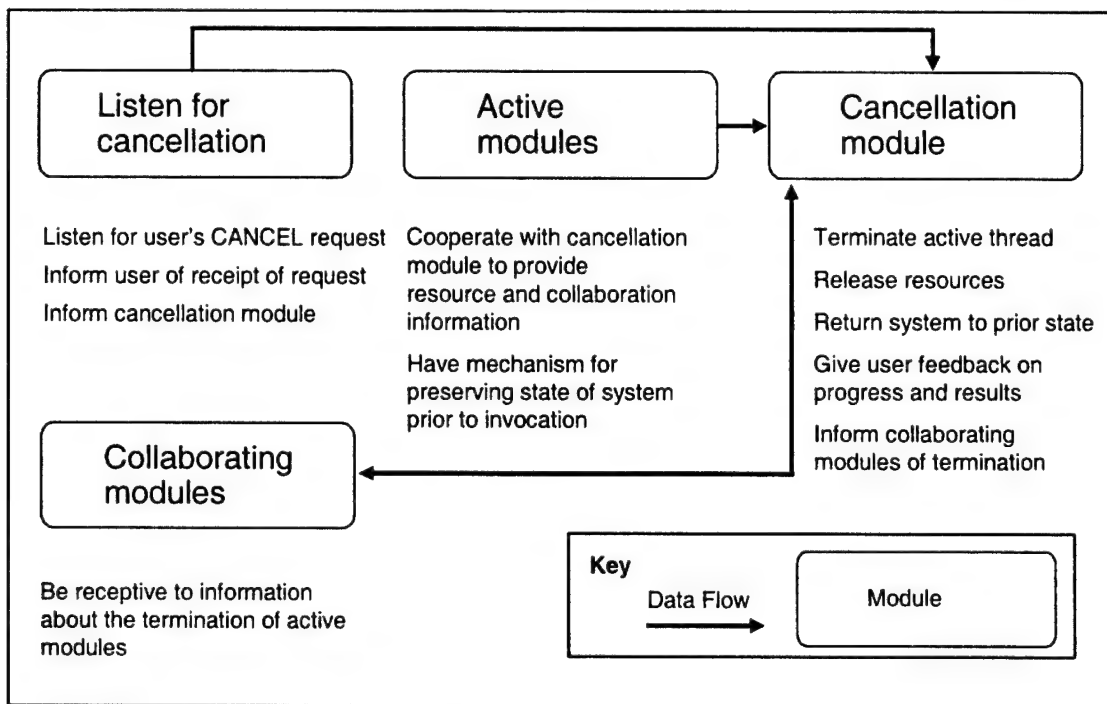 Listen for
cancellation
Active
modules
Cancellation
module
Listen for user's CANCEL request
Inform user of receipt of request
Inform cancellation module
Cooperate with cancellation
module to provide
resource and collaboration
information
Have mechanism for
preserving state of system
prior to invocation
Terminate active thread
Release resources
Return system to prior state
Give user feedback on
progress and results
Inform collaborating
modules of termination
Collaborating
modules
Be receptive to information
about the termination of active
modules
Key
Data Flow
Module